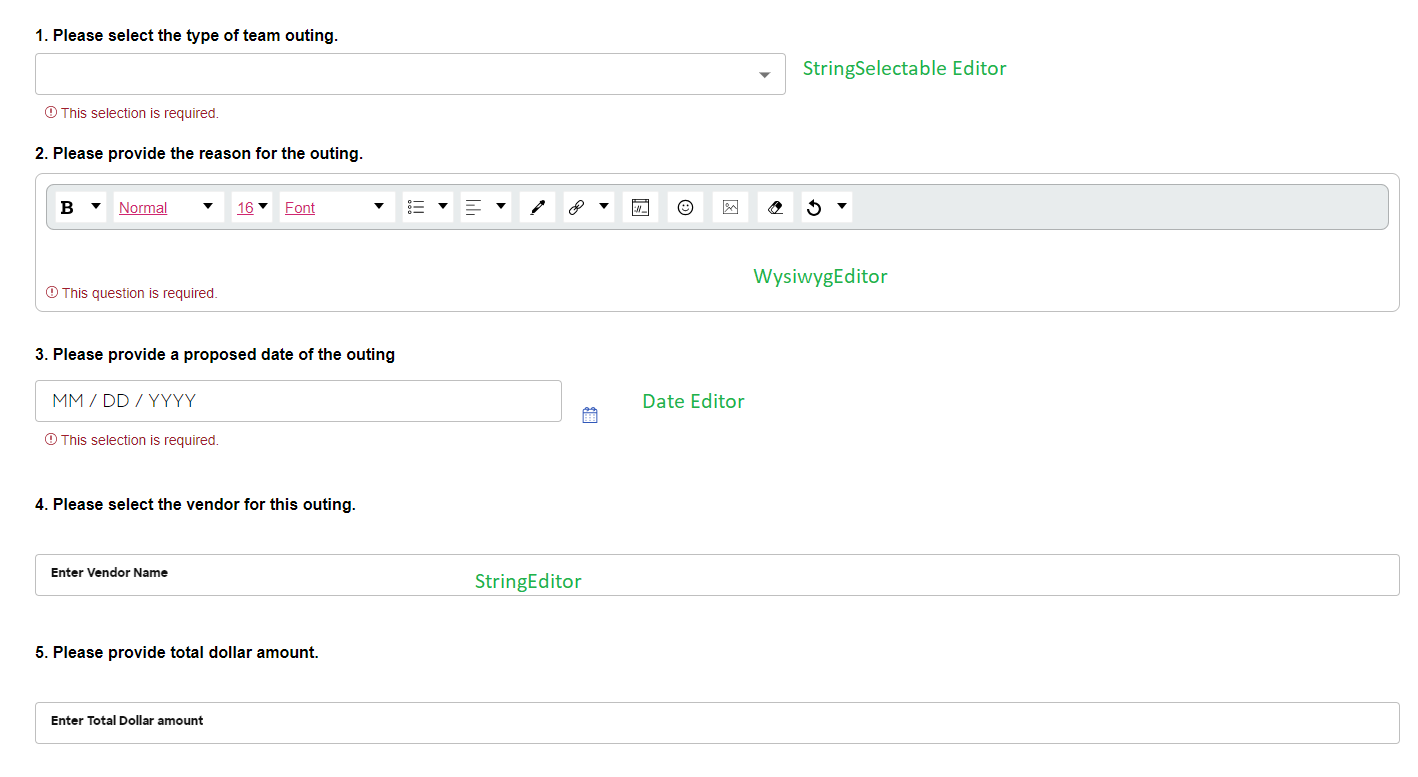 1. Please select the type of team outing.
StringSelectable Editor
This selection is required.
2. Please provide the reason for the outing.
B Normal 16 Font
WysiwygEditor
This question is required.
3. Please provide a proposed date of the outing
MM / DD / YYYY
Date Editor
This selection is required.
4. Please select the vendor for this outing.
Enter Vendor Name
StringEditor
5. Please provide total dollar amount.
Enter Total Dollar amount